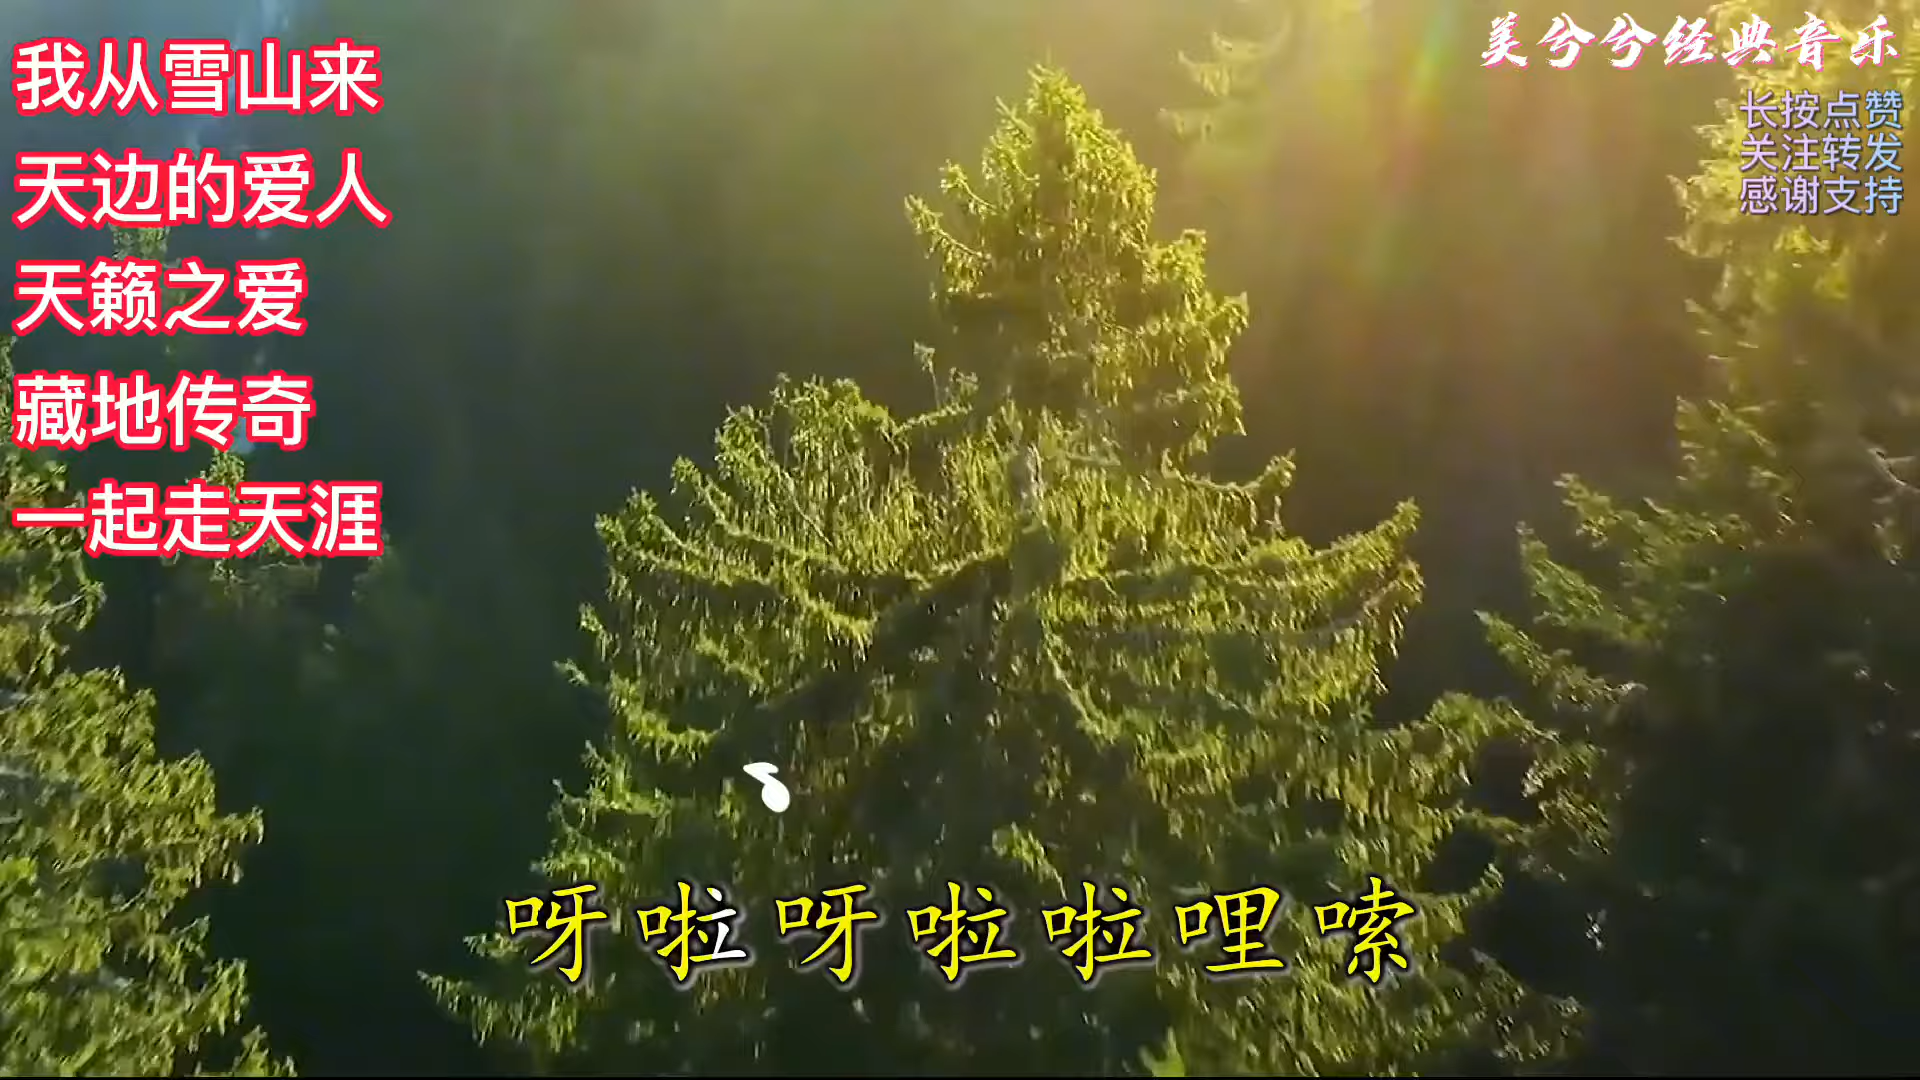 我从雪山来
天边的爱人
天籁之爱
藏地传奇
一起走天涯
美兮兮经典音乐
长按点赞
关注转发
感谢支持
呀啦呀啦啦哩嗦